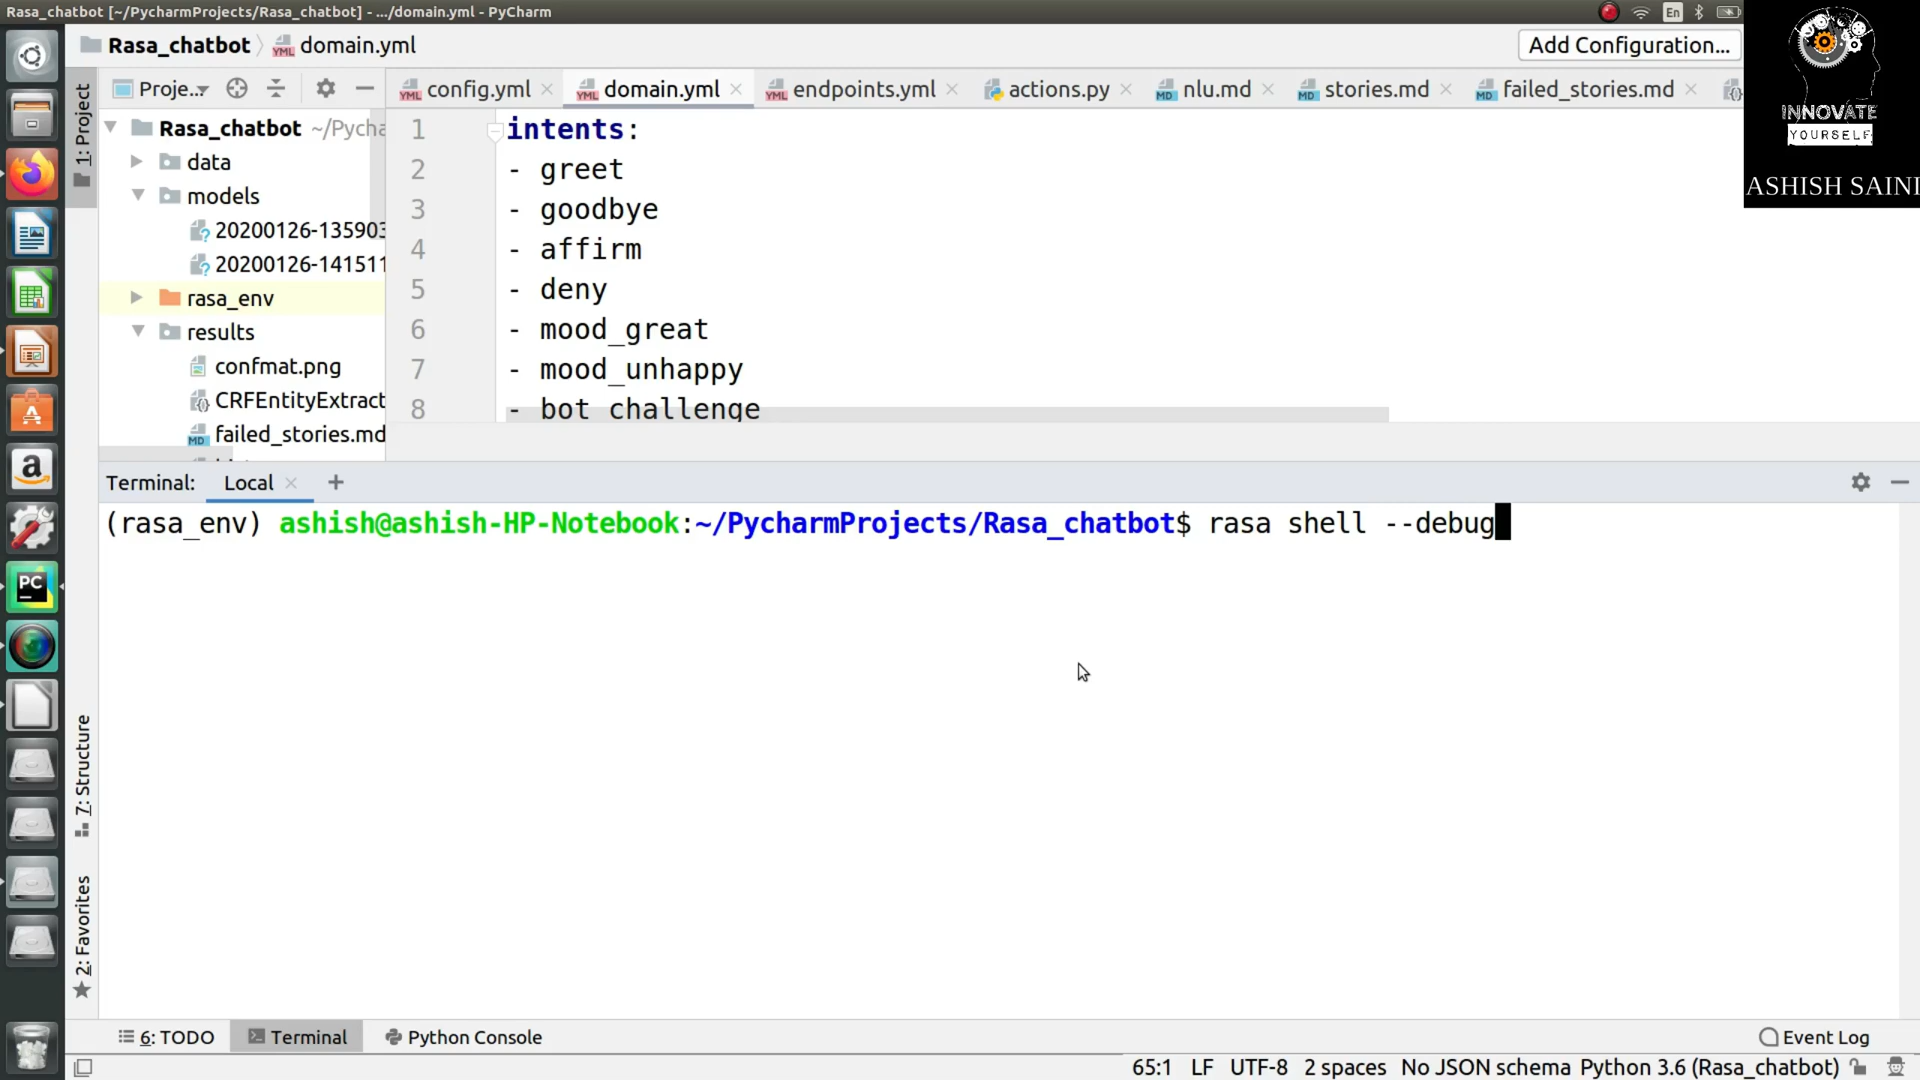 Rasa_chatbot [~/PycharmProjects/Rasa_chatbot] - .../domain.yml - PyCharm
En
Rasa_chatbot
domain.yml
Add Configuration...
INNOVATE
YOURSELF
ASHISH SAINI
1: Project
Proje...
config.yml
domain.yml
endpoints.yml
actions.py
nlu.md
stories.md
failed_stories.md
Rasa_chatbot ~/Pycha
data
models
20200126-135903
20200126-141511
rasa_env
results
confmat.png
CRFEntityExtract
failed_stories.md
1 intents:
2 - greet
3 - goodbye
4 - affirm
5 - deny
6 - mood_great
7 - mood_unhappy
8 - bot_challenge
Terminal: Local
(rasa_env) ashish@ashish-HP-Notebook:~/PycharmProjects/Rasa_chatbot$ rasa shell --debug
7: Structure
2: Favorites
6: TODO
Terminal
Python Console
Event Log
65:1 LF UTF-8 2 spaces No JSON schema Python 3.6 (Rasa_chatbot)